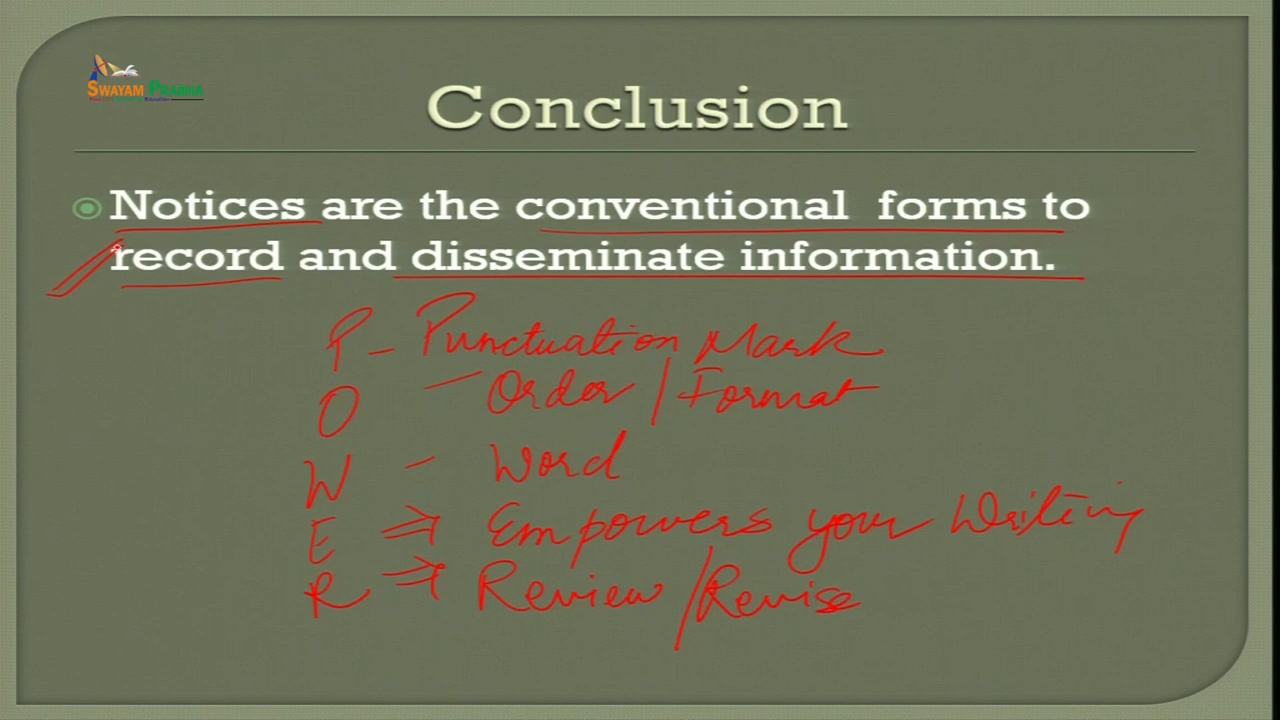 SWAYAM PRABHA
Conclusion
Notices are the conventional forms to
record and disseminate information.
P - Punctuation Mark
O - Order / Format
W - Word
E ⇒ Empowers your Writing
R ⇒ Review / Revise